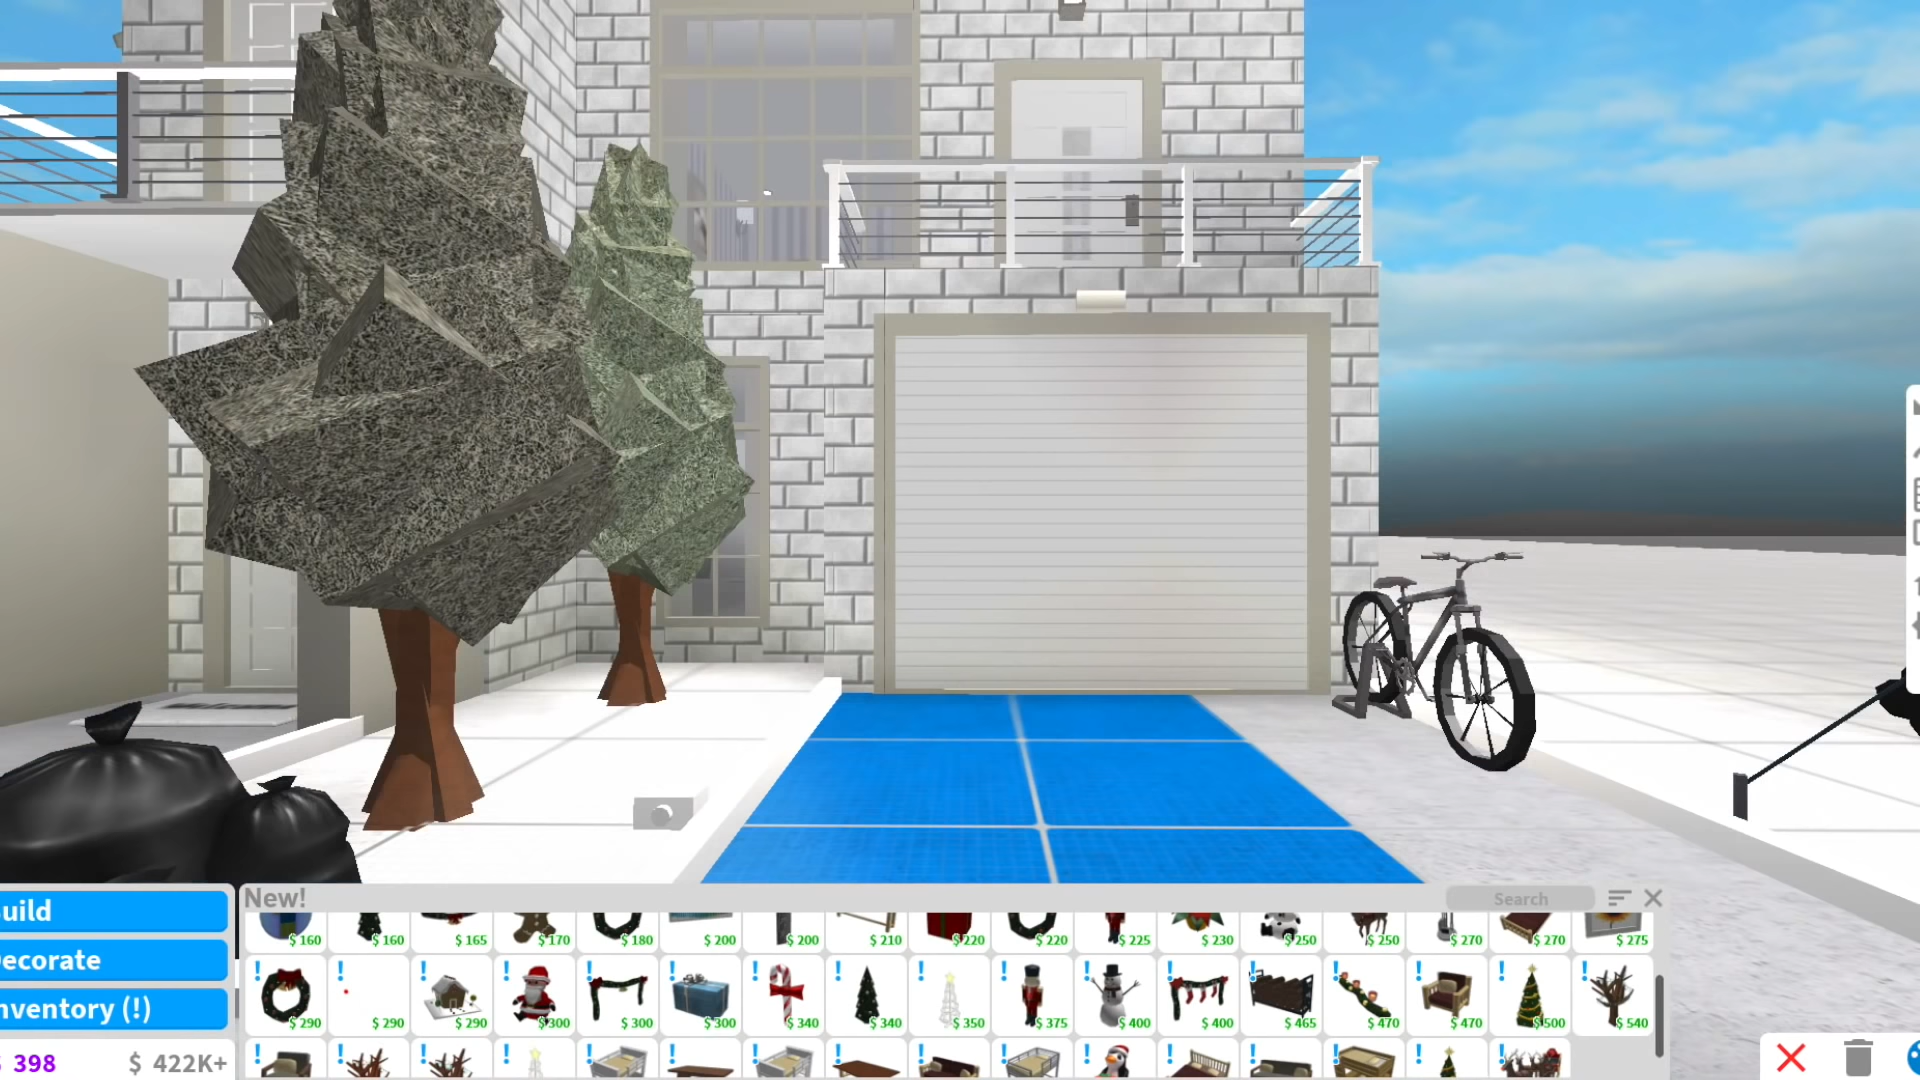 New!
Search
uild
ecorate
nventory (!)
$ 160 $ 160 $ 165 $ 170 $ 180 $ 200 $ 200 $ 210 $ 220 $ 220 $ 225 $ 230 $ 250 $ 250 $ 270 $ 270 $ 275
! ! ! ! ! ! ! ! ! ! ! ! ! ! ! ! !
$ 290 $ 290 $ 290 $ 300 $ 300 $ 300 $ 340 $ 340 $ 350 $ 375 $ 400 $ 400 $ 465 $ 470 $ 470 $ 500 $ 540
! ! ! ! ! ! ! ! ! ! ! ! ! ! ! !
$ 398 $ 422K+